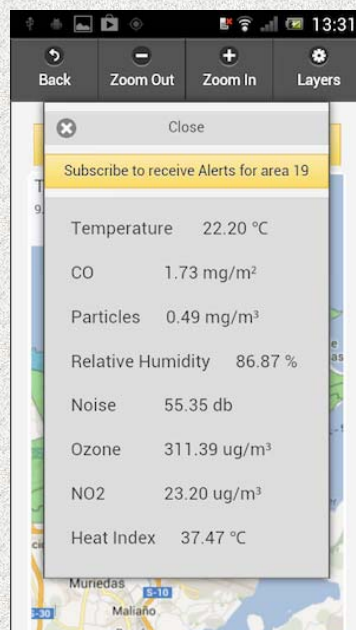 13:31
Back Zoom Out Zoom In Layers
Close
Subscribe to receive Alerts for area 19
T
9.
Temperature 22.20 °C
CO 1.73 mg/m²
Particles 0.49 mg/m³
Relative Humidity 86.87 %
Noise 55.35 db
Ozone 311.39 ug/m³
NO2 23.20 ug/m³
Heat Index 37.47 °C
Muriedas
S-10
S-30
Maliaño